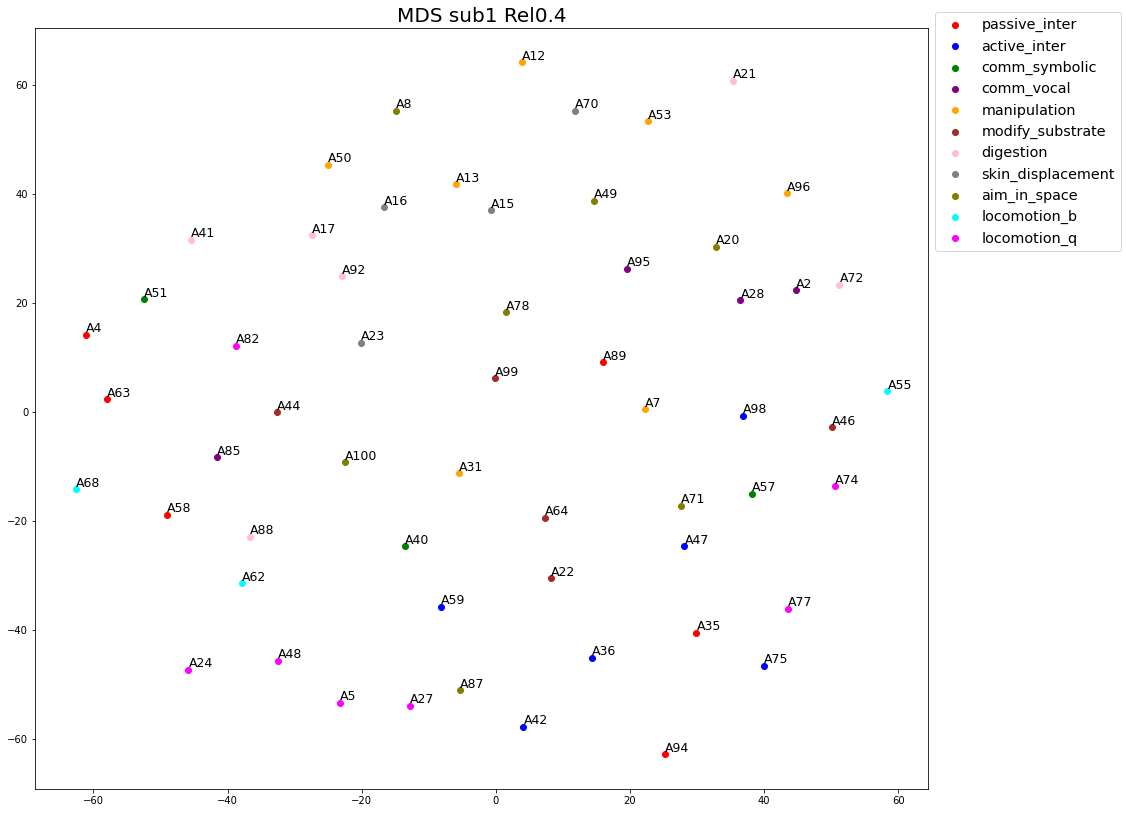 MDS sub1 Rel0.4
passive_inter
active_inter
comm_symbolic
comm_vocal
manipulation
modify_substrate
digestion
skin_displacement
aim_in_space
locomotion_b
locomotion_q
A12
A21
A8
A70
A53
A50
A13
A96
A16
A15
A49
A17
A41
A20
A92
A95
A51
A28
A2
A72
A78
A4
A82
A23
A89
A99
A63
A44
A7
A98
A55
A46
A85
A100
A31
A68
A74
A58
A64
A71
A57
A88
A40
A47
A62
A22
A59
A77
A35
A24
A48
A36
A75
A5
A27
A87
A42
A94
60
40
20
0
−20
−40
−60
−60 −40 −20 0 20 40 60